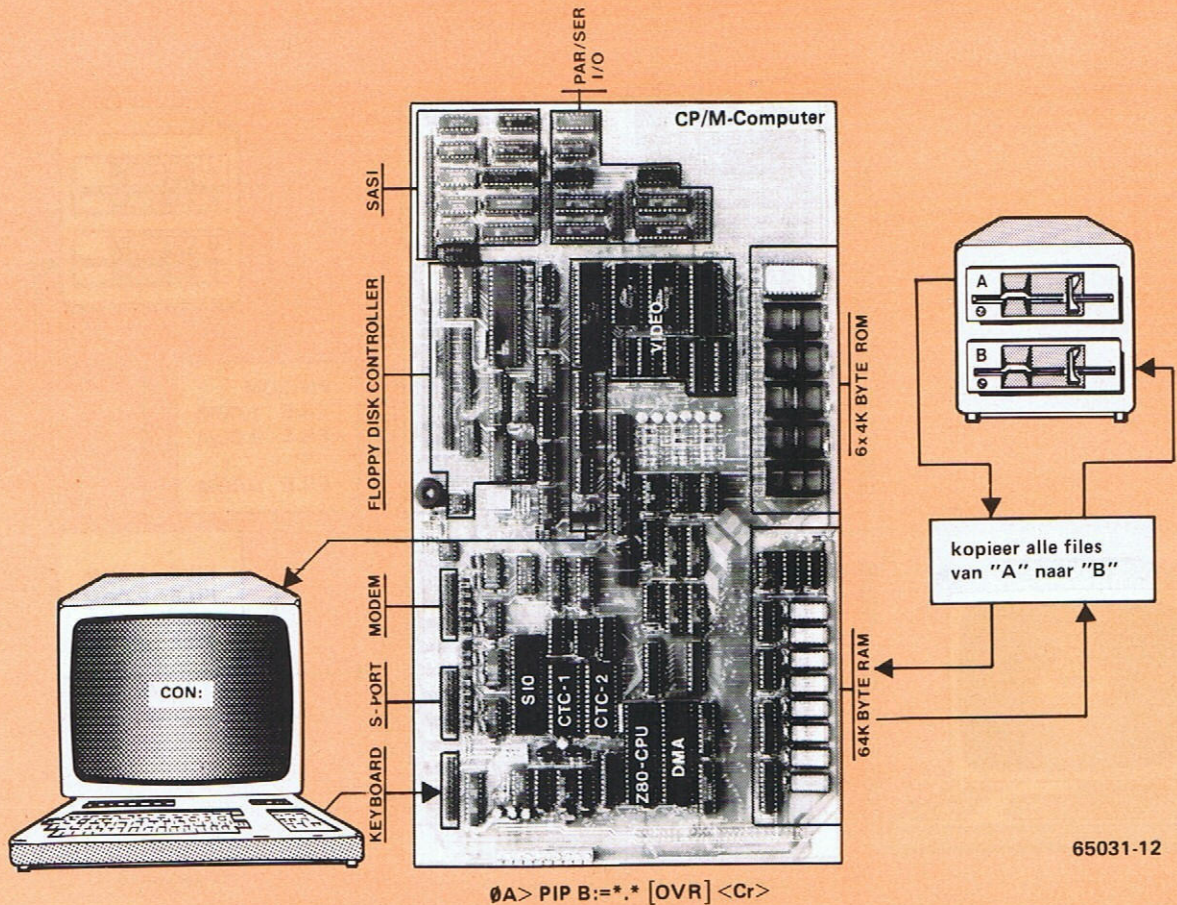 PAR/SER
I/O
CP/M-Computer
SASI
FLOPPY DISK CONTROLLER
VIDEO
6x4K BYTE ROM
A
B
kopieer alle files
van "A" naar "B"
MODEM
S-PORT
KEYBOARD
CON:
SIO
CTC-1
CTC-2
Z80-CPU
DMA
64K BYTE RAM
65031-12
ØA> PIP B:=*.* [OVR] <Cr>